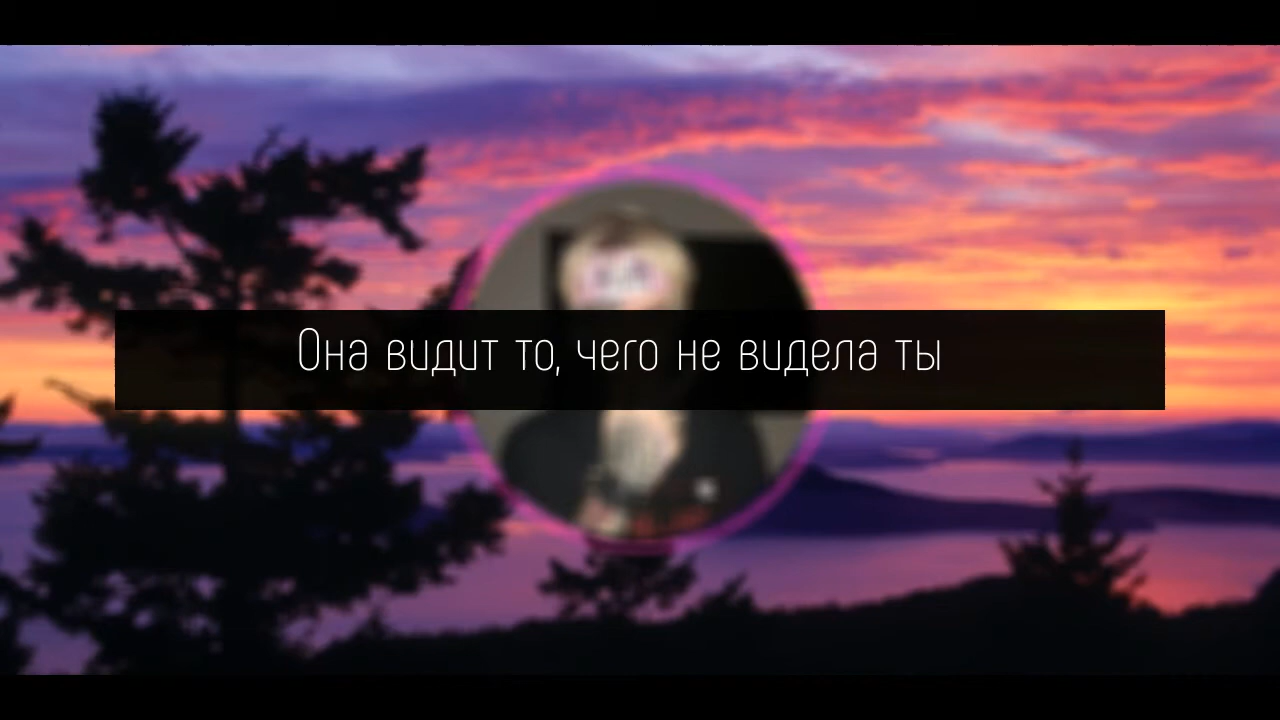 Она видит то, чего не видела ты